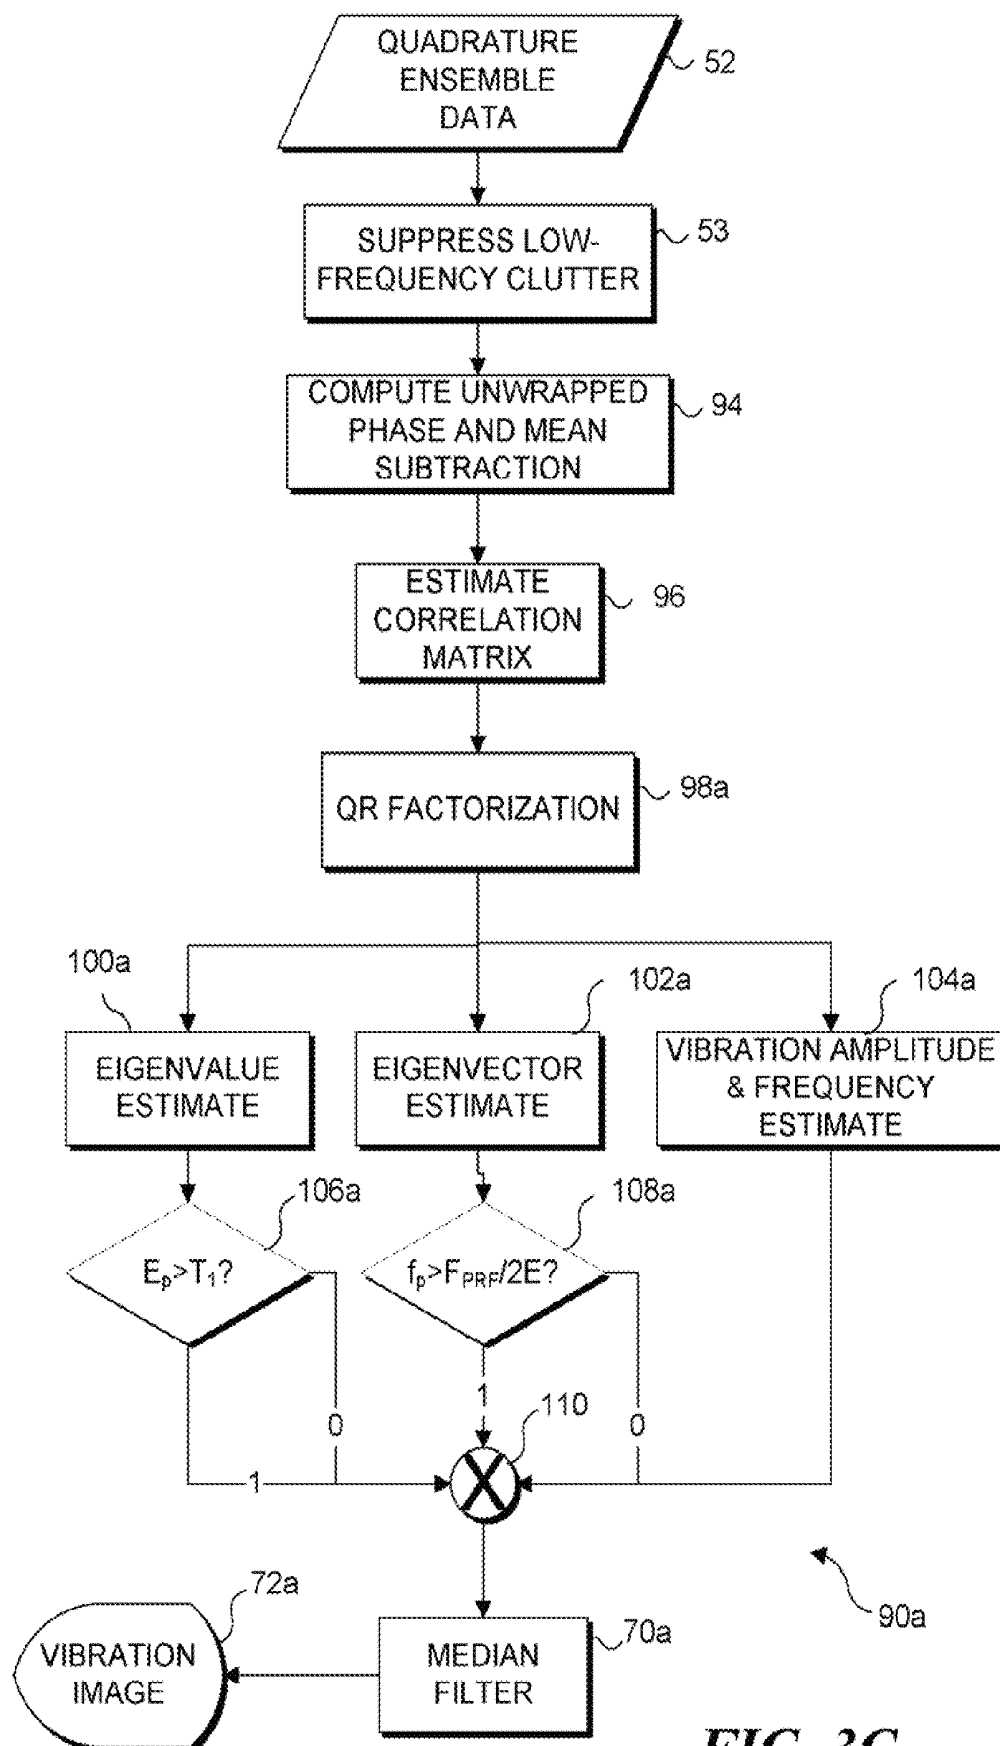 QUADRATURE
ENSEMBLE
DATA
52
SUPPRESS LOW-
FREQUENCY CLUTTER
53
COMPUTE UNWRAPPED
PHASE AND MEAN
SUBTRACTION
94
ESTIMATE
CORRELATION
MATRIX
96
QR FACTORIZATION
98a
100a
EIGENVALUE
ESTIMATE
102a
EIGENVECTOR
ESTIMATE
104a
VIBRATION AMPLITUDE
& FREQUENCY
ESTIMATE
106a
Ep>T1?
108a
fp>FPRF/2E?
1
0
0
110
1
72a
VIBRATION
IMAGE
70a
MEDIAN
FILTER
90a
FIG. 3C